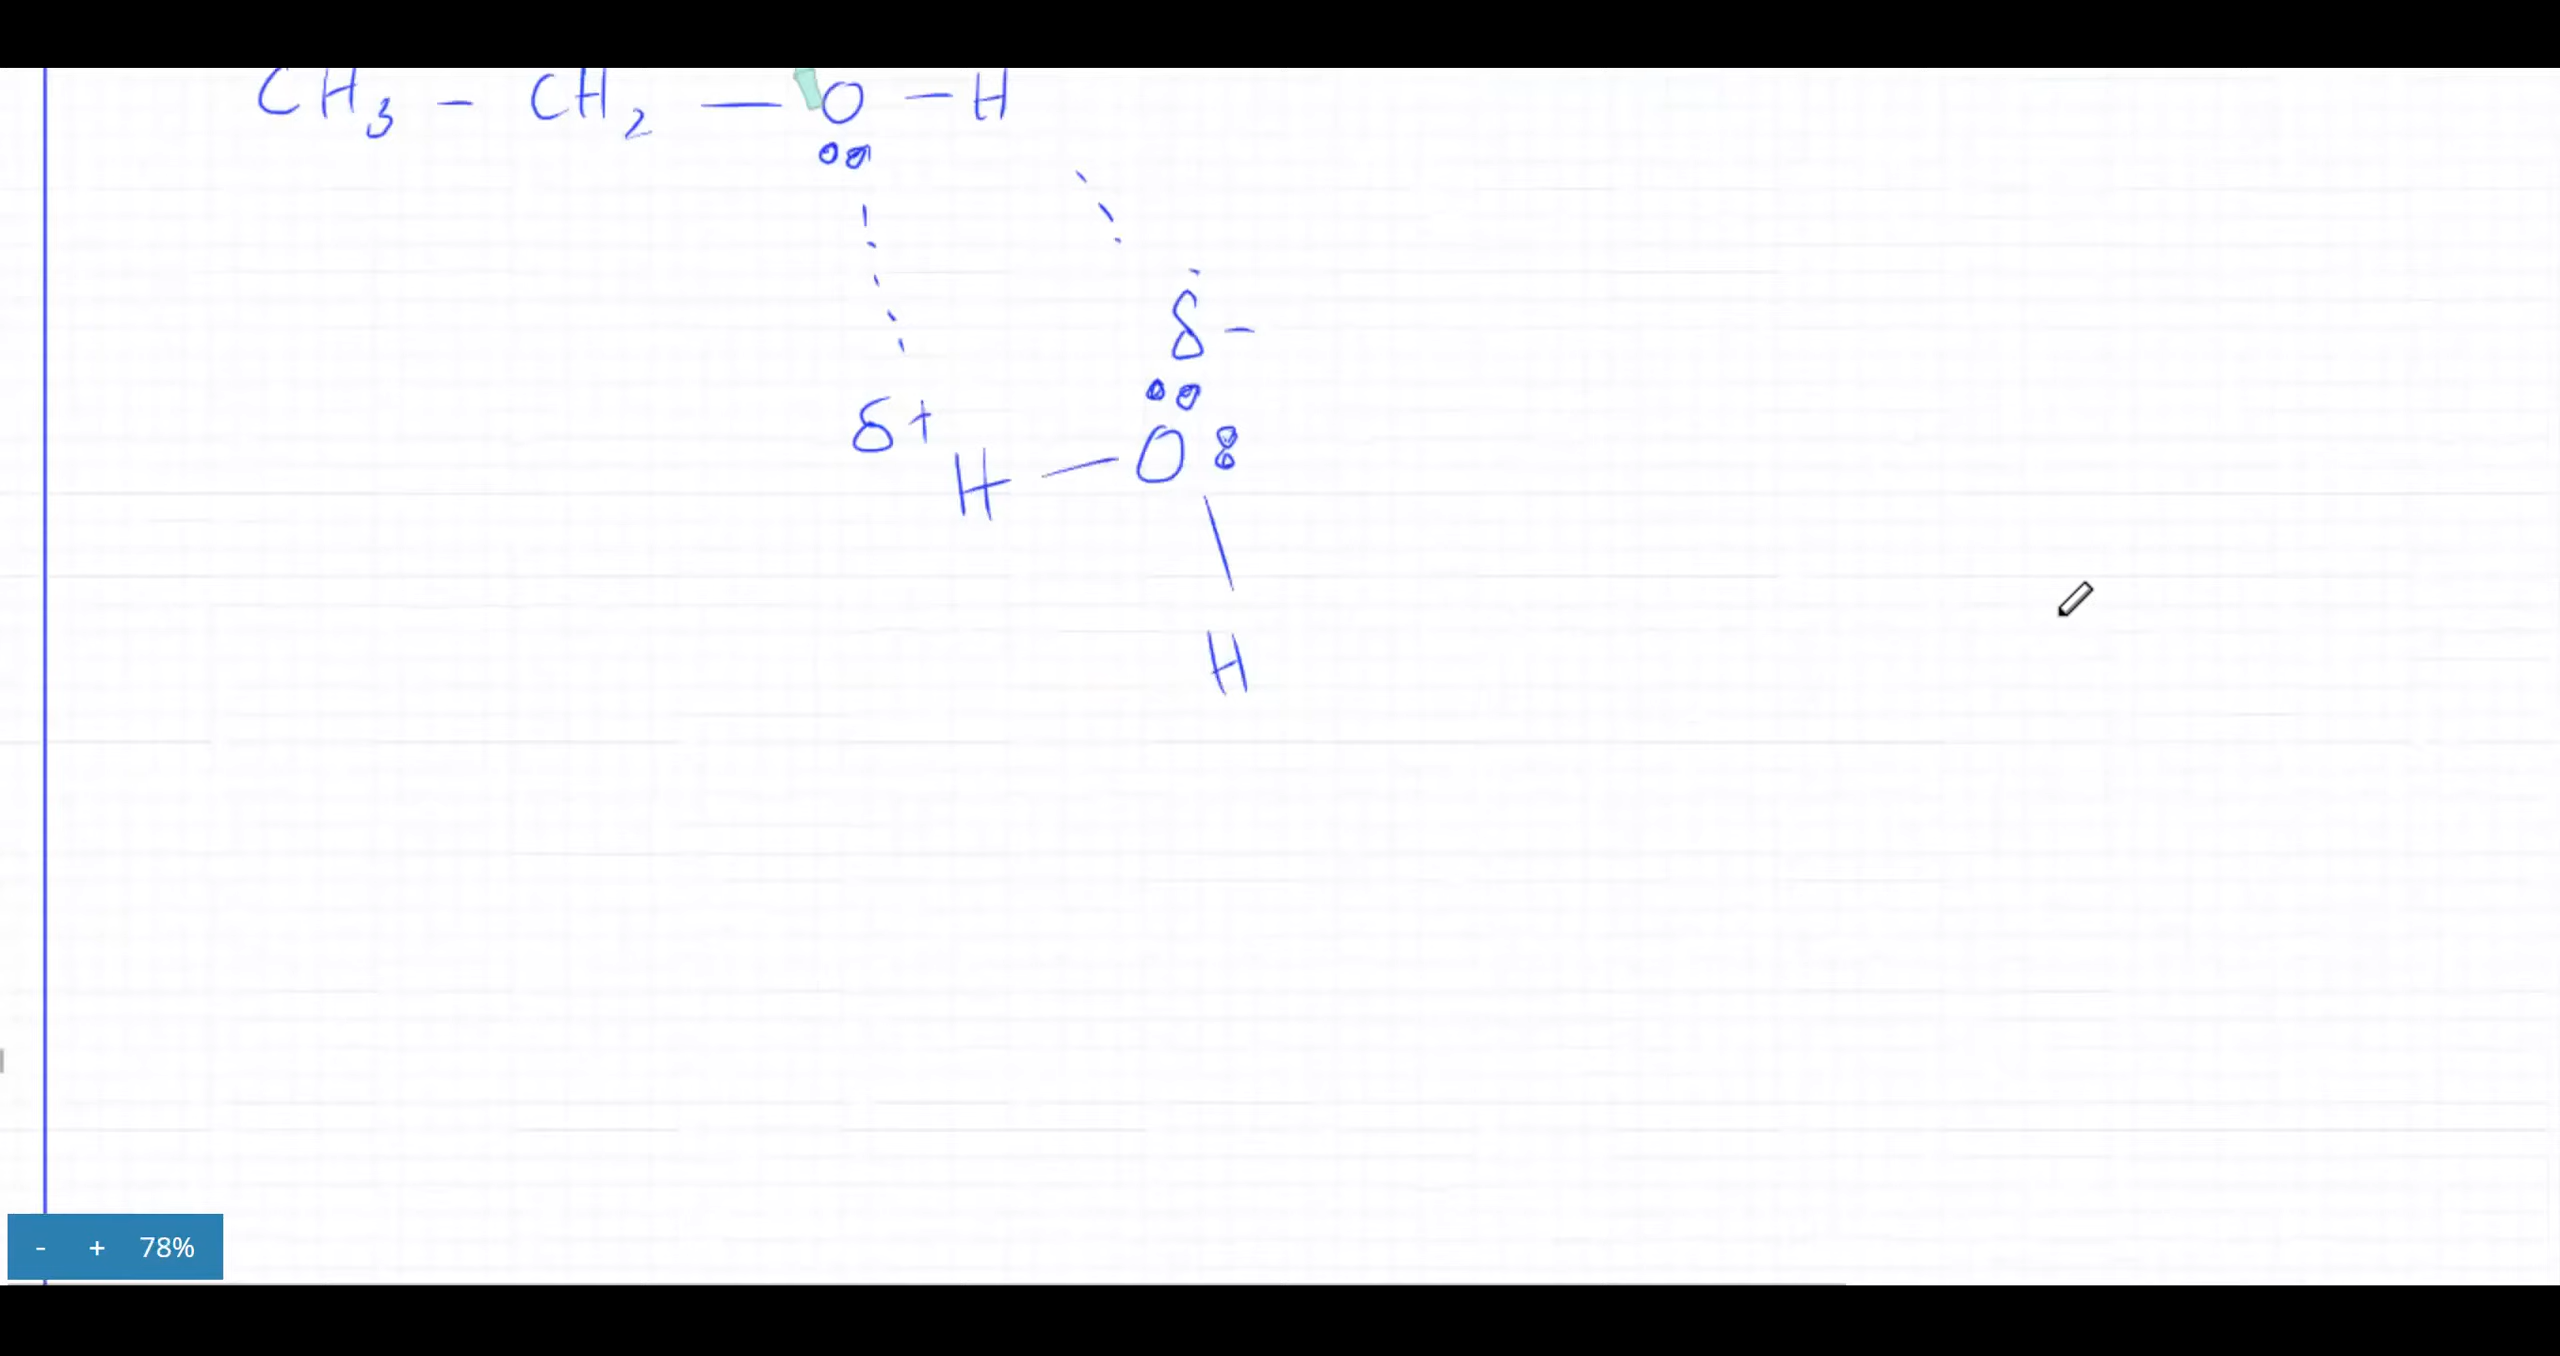 CH3 - CH2 — O - H
δ-
δ+
H — O
H
- + 78%